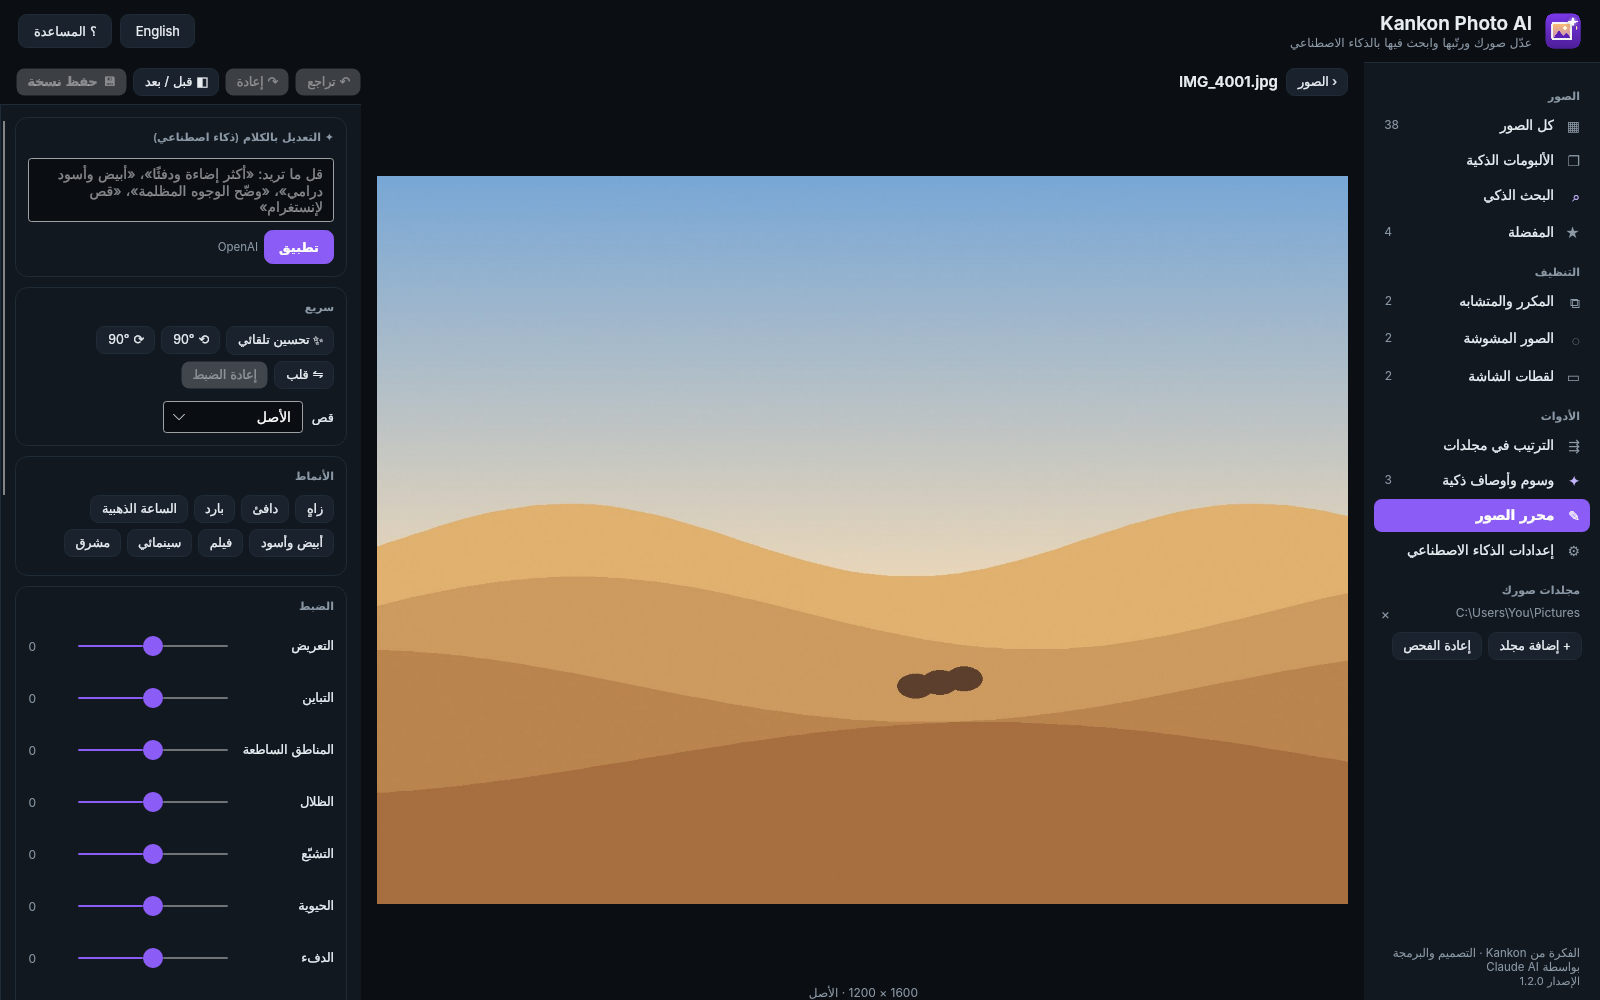 Kankon Photo AI
عدّل صورك ورتّبها وابحث فيها بالذكاء الاصطناعي
English
؟ المساعدة
الصور
كل الصور 38
الألبومات الذكية
البحث الذكي
المفضلة 4
التنظيف
المكرر والمتشابه 2
الصور المشوشة 2
لقطات الشاشة 2
الأدوات
الترتيب في مجلدات
وسوم وأوصاف ذكية 3
محرر الصور
إعدادات الذكاء الاصطناعي
مجلدات صورك
C:\Users\You\Pictures ×
+ إضافة مجلد
إعادة الفحص
الفكرة من Kankon · التصميم والبرمجة
بواسطة Claude AI
الإصدار 1.2.0
‹ الصور
IMG_4001.jpg
تراجع
إعادة
قبل / بعد
حفظ نسخة
1600 × 1200 · الأصل
التعديل بالكلام (ذكاء اصطناعي)
قل ما تريد: «أكثر إضاءة ودفئًا»، «أبيض وأسود
درامي»، «وضّح الوجوه المظلمة»، «قص
لإنستغرام»
تطبيق
OpenAI
سريع
تحسين تلقائي
90°
90°
قلب
إعادة الضبط
قص
الأصل
الأنماط
زاهٍ
دافئ
بارد
الساعة الذهبية
أبيض وأسود
فيلم
سينمائي
مشرق
الضبط
التعريض 0
التباين 0
المناطق الساطعة 0
الظلال 0
التشبّع 0
الحيوية 0
الدفء 0